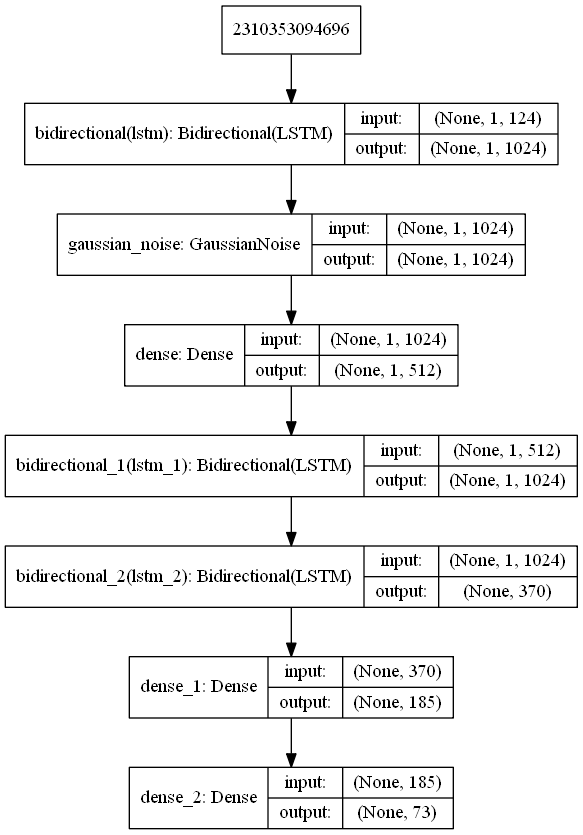 2310353094696
bidirectional(lstm): Bidirectional(LSTM)
input: (None, 1, 124)
output: (None, 1, 1024)
gaussian_noise: GaussianNoise
input: (None, 1, 1024)
output: (None, 1, 1024)
dense: Dense
input: (None, 1, 1024)
output: (None, 1, 512)
bidirectional_1(lstm_1): Bidirectional(LSTM)
input: (None, 1, 512)
output: (None, 1, 1024)
bidirectional_2(lstm_2): Bidirectional(LSTM)
input: (None, 1, 1024)
output: (None, 370)
dense_1: Dense
input: (None, 370)
output: (None, 185)
dense_2: Dense
input: (None, 185)
output: (None, 73)